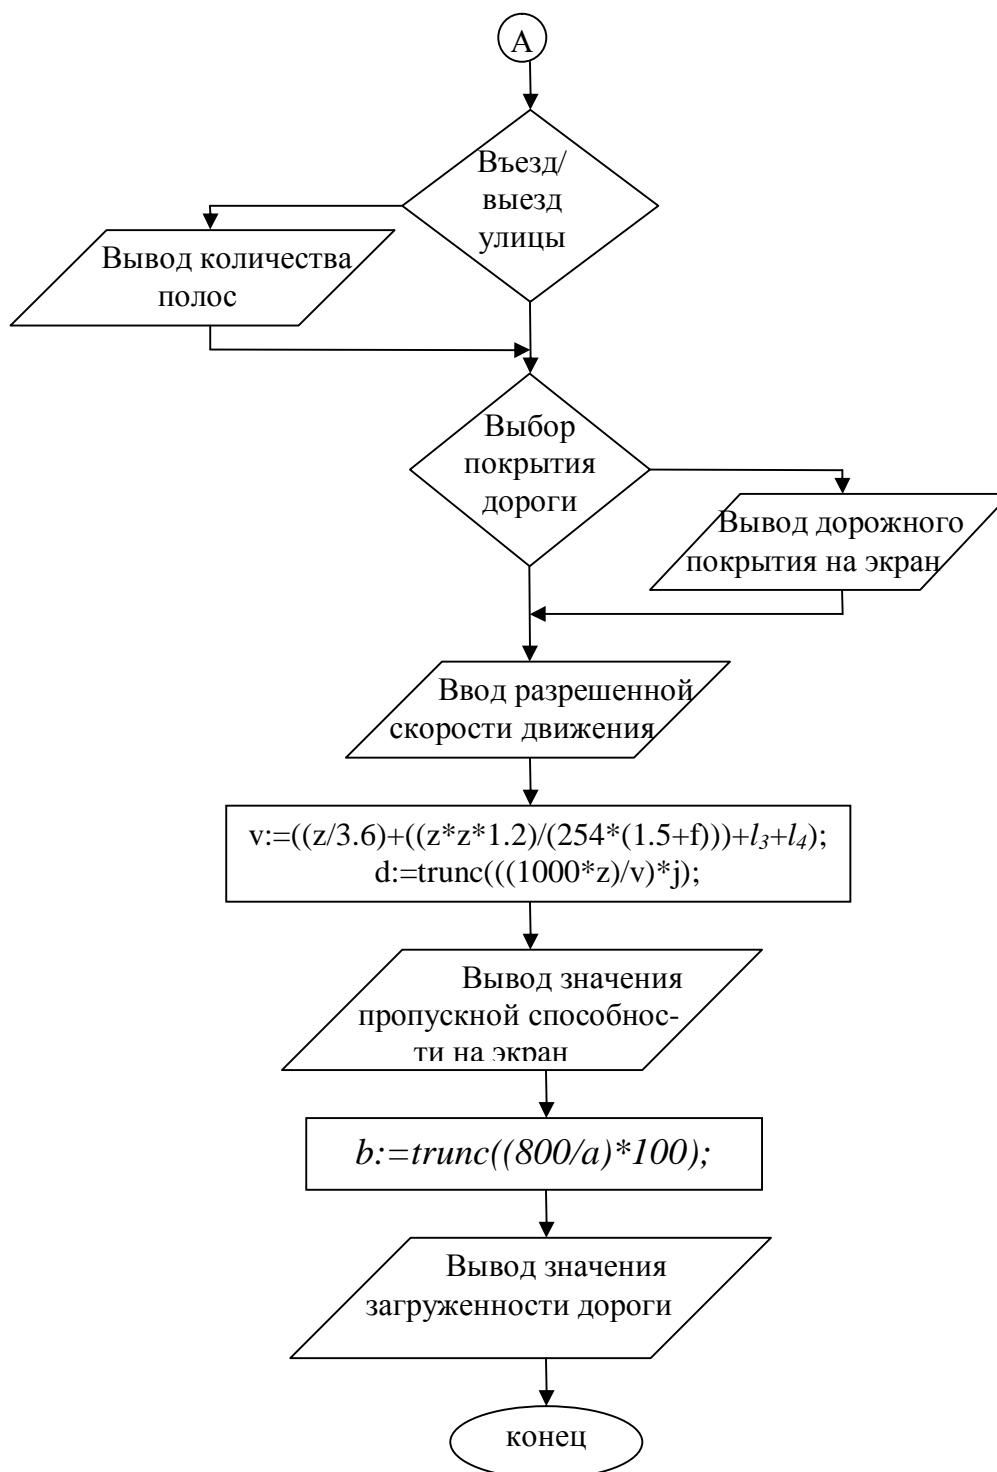 А
Въезд/
выезд
улицы
Вывод количества
полос
Выбор
покрытия
дороги
Вывод дорожного
покрытия на экран
Ввод разрешенной
скорости движения
v:=((z/3.6)+((z*z*1.2)/(254*(1.5+f)))+l₃+l₄);
d:=trunc(((1000*z)/v)*j);
Вывод значения
пропускной способнос-
ти на экран
b:=trunc((800/a)*100);
Вывод значения
загруженности дороги
конец